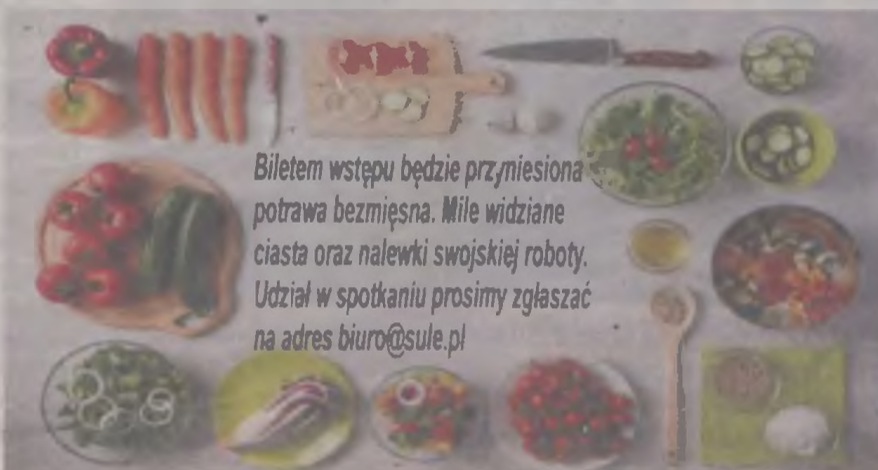 Biletem wstępu będzie przyniesiona
potrawa bezmięsna. Mile widziane
ciasta oraz nalewki swojskiej roboty.
Udział w spotkaniu prosimy zgłaszać
na adres biuro@sule.pl